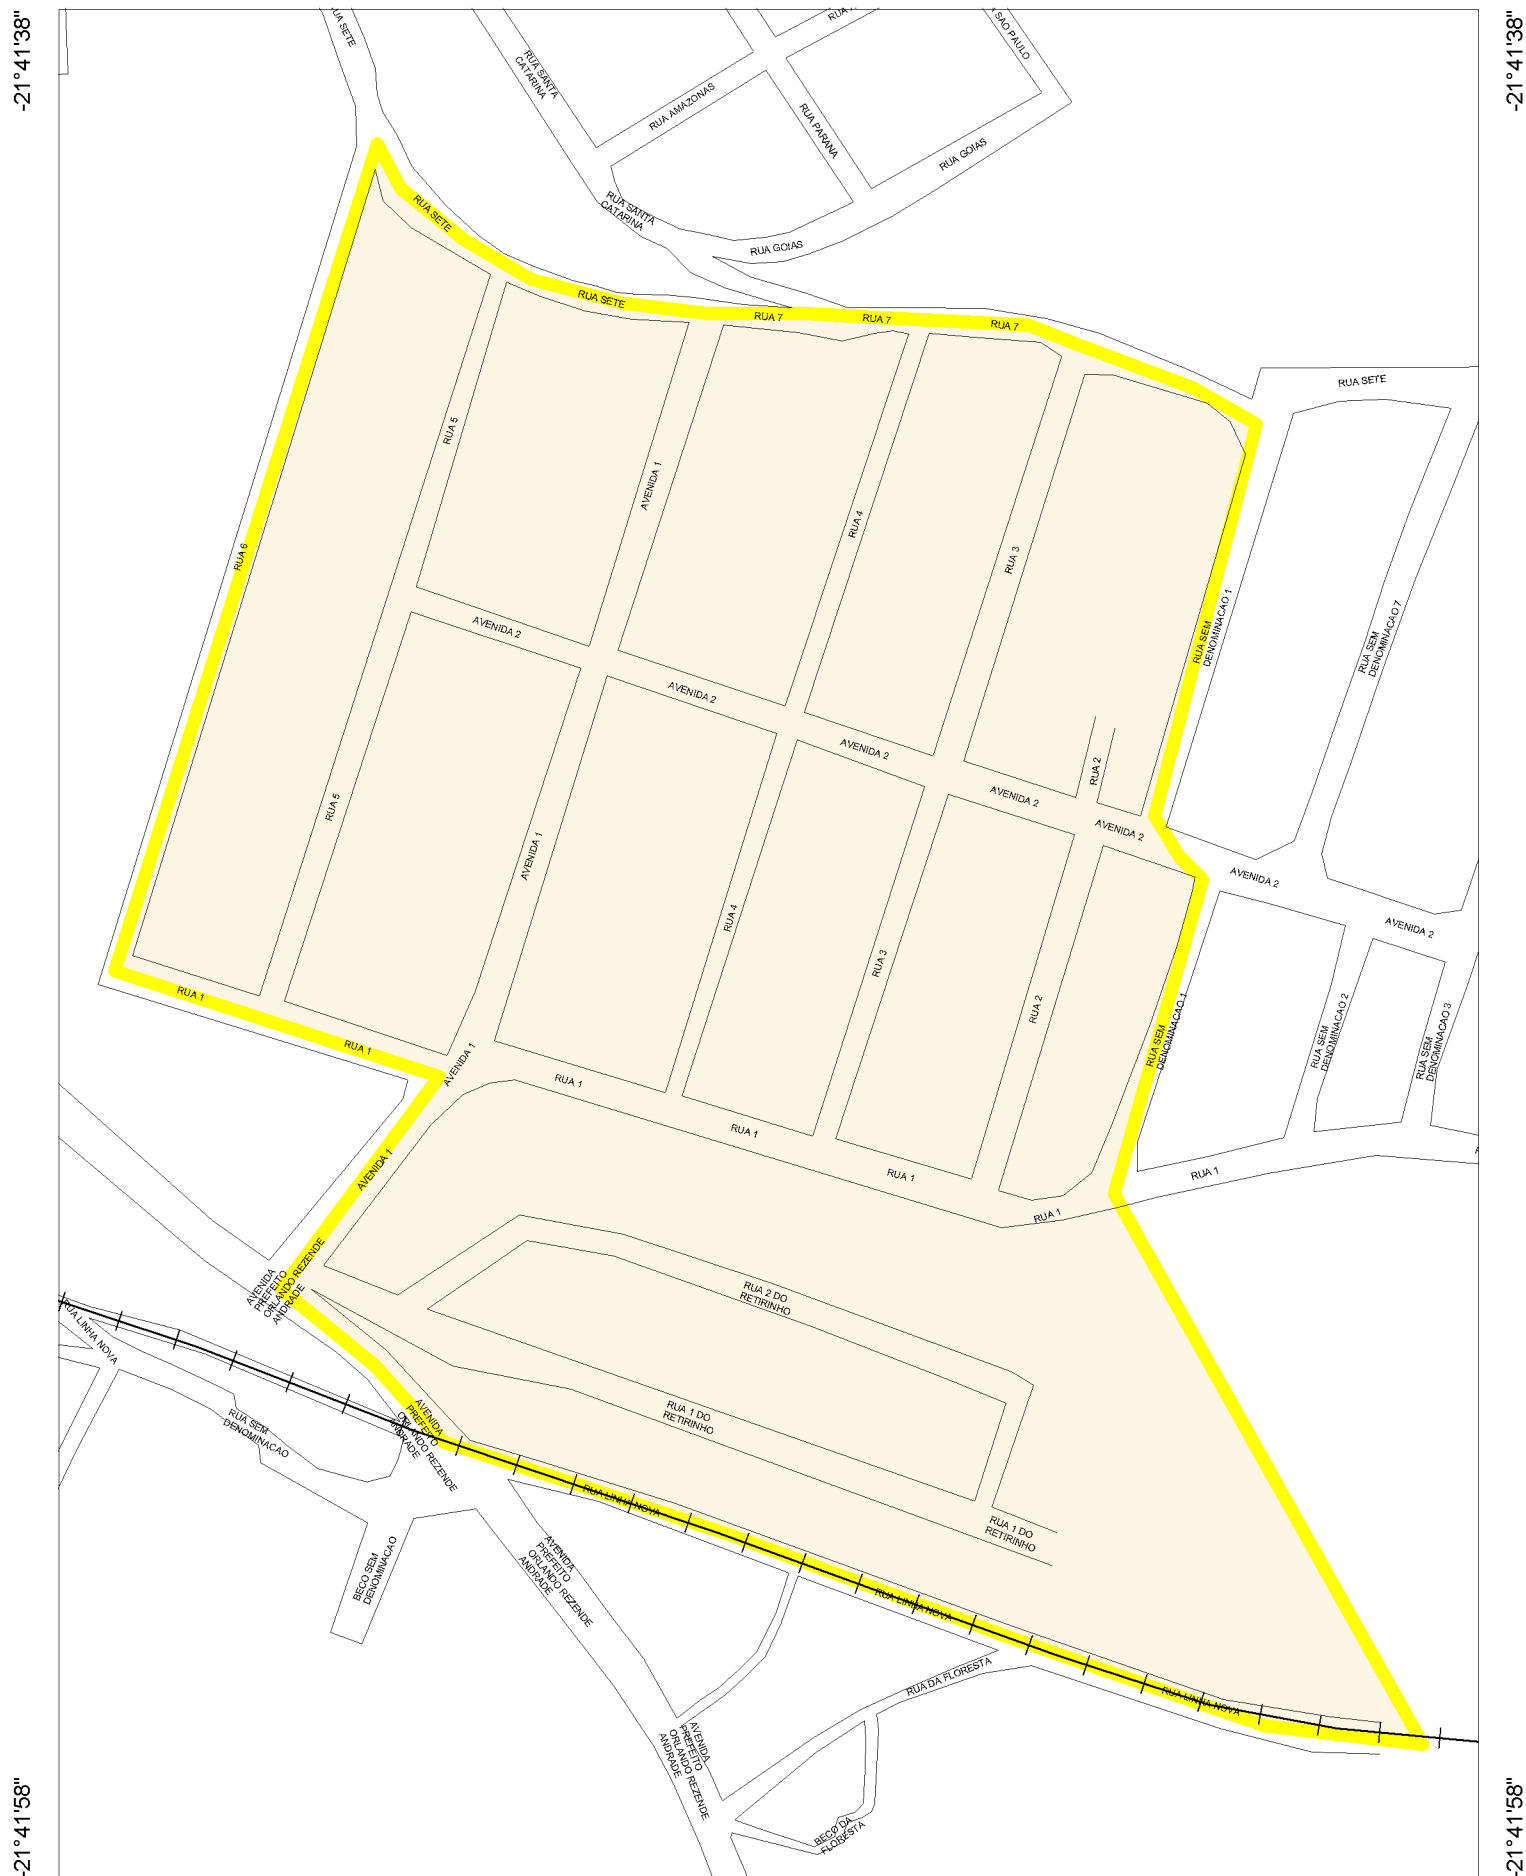 -21°41'38"
-21°41'38"
RUA SETE
RUA SANTA
CATARINA
SAO PAULO
RUA AMAZONAS
RUA PARANA
RUA GOIAS
RUA SETE
RUA SANTA
CATARINA
RUA GOIAS
RUA SETE
RUA 7
RUA 7
RUA 7
RUA SETE
RUA 5
AVENIDA 1
RUA 4
RUA 3
RUA 6
RUA SEM
DENOMINACAO 1
RUA SEM
DENOMINACAO 7
AVENIDA 2
AVENIDA 2
AVENIDA 2
RUA 2
AVENIDA 2
AVENIDA 2
RUA 5
AVENIDA 1
AVENIDA 2
RUA 4
AVENIDA 2
RUA 3
RUA 1
RUA 2
RUA SEM
DENOMINACAO 1
RUA SEM
DENOMINACAO 2
RUA SEM
DENOMINACAO 3
RUA 1
AVENIDA 1
RUA 1
RUA 1
AVENIDA 1
RUA 1
RUA 1
RUA 1
AVENIDA
PREFEITO
ORLANDO REZENDE
ANDRADE
RUA 2 DO
RETIRINHO
RUA LINHA NOVA
RUA 1 DO
RETIRINHO
RUA SEM
DENOMINACAO
AVENIDA
PREFEITO
ORLANDO REZENDE
ANDRADE
RUA LINHA NOVA
RUA 1 DO
RETIRINHO
BECO SEM
DENOMINACAO
AVENIDA
PREFEITO
ORLANDO REZENDE
ANDRADE
RUA LINHA NOVA
RUA DA FLORESTA
RUA LINHA NOVA
AVENIDA
PREFEITO
ORLANDO REZENDE
ANDRADE
BECO DA
FLORESTA
-21°41'58"
-21°41'58"